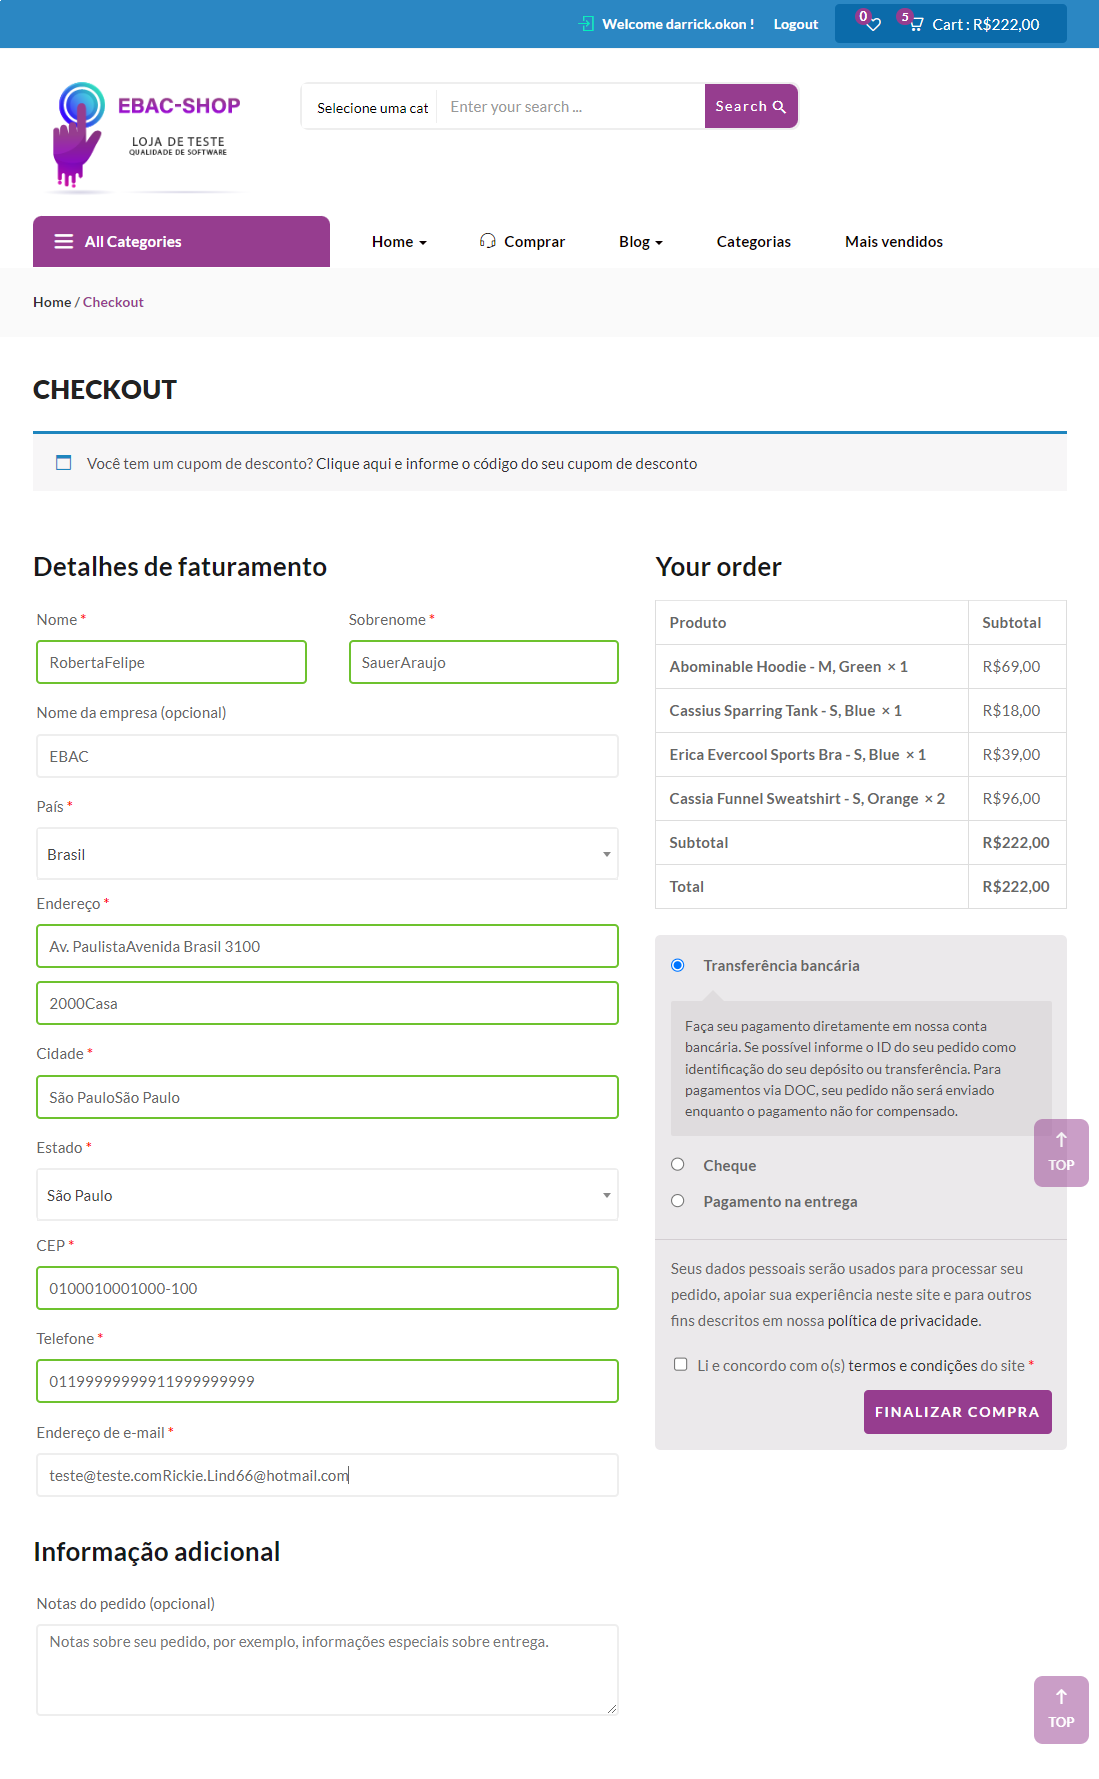 Welcome darrick.okon !
Logout
0
5
Cart : R$222,00
EBAC-SHOP
LOJA DE TESTE
QUALIDADE DE SOFTWARE
Selecione uma cat
Enter your search ...
Search
All Categories
Home
Comprar
Blog
Categorias
Mais vendidos
Home / Checkout
CHECKOUT
Você tem um cupom de desconto? Clique aqui e informe o código do seu cupom de desconto
Detalhes de faturamento
Nome *
Sobrenome *
RobertaFelipe
SauerAraujo
Nome da empresa (opcional)
EBAC
País *
Brasil
Endereço *
Av. PaulistaAvenida Brasil 3100
2000Casa
Cidade *
São PauloSão Paulo
Estado *
São Paulo
CEP *
0100010001000-100
Telefone *
01199999999911999999999
Endereço de e-mail *
teste@teste.comRickie.Lind66@hotmail.com
Informação adicional
Notas do pedido (opcional)
Notas sobre seu pedido, por exemplo, informações especiais sobre entrega.
Your order
Produto
Subtotal
Abominable Hoodie - M, Green × 1
R$69,00
Cassius Sparring Tank - S, Blue × 1
R$18,00
Erica Evercool Sports Bra - S, Blue × 1
R$39,00
Cassia Funnel Sweatshirt - S, Orange × 2
R$96,00
Subtotal
R$222,00
Total
R$222,00
Transferência bancária
Faça seu pagamento diretamente em nossa conta
bancária. Se possível informe o ID do seu pedido como
identificação do seu depósito ou transferência. Para
pagamentos via DOC, seu pedido não será enviado
enquanto o pagamento não for compensado.
TOP
Cheque
Pagamento na entrega
Seus dados pessoais serão usados para processar seu
pedido, apoiar sua experiência neste site e para outros
fins descritos em nossa política de privacidade.
Li e concordo com o(s) termos e condições do site *
FINALIZAR COMPRA
TOP